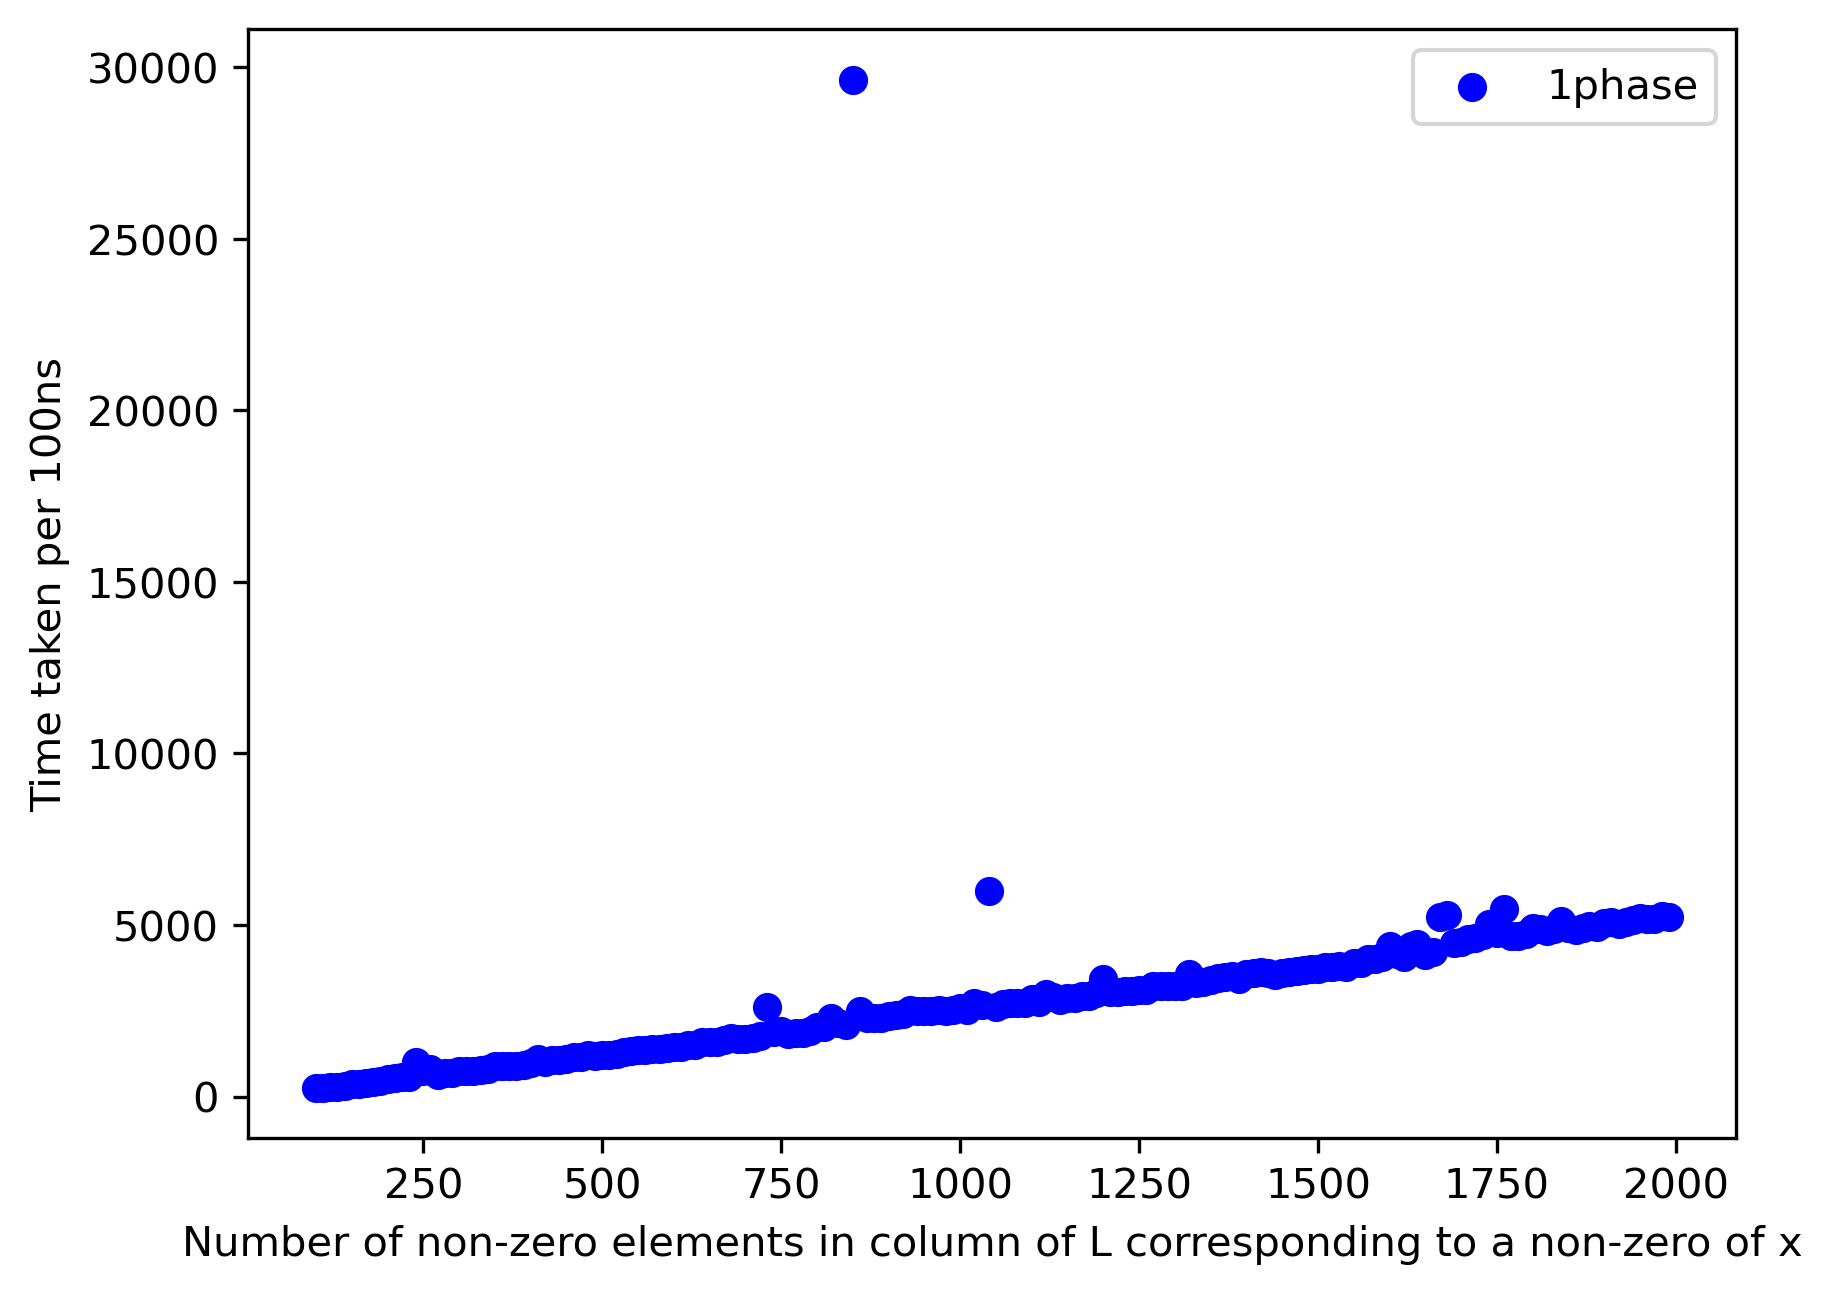 30000
25000
20000
15000
10000
5000
0
Time taken per 100ns
1phase
250 500 750 1000 1250 1500 1750 2000
Number of non-zero elements in column of L corresponding to a non-zero of x